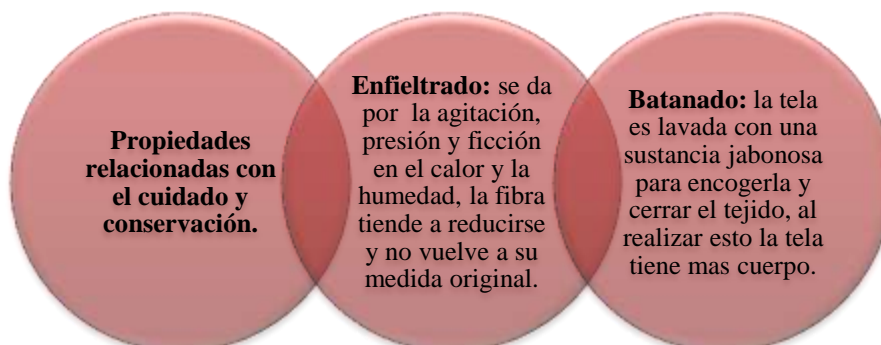 Propiedades
relacionadas con
el cuidado y
conservación.
Enfieltrado: se da
por la agitación,
presión y ficción
en el calor y la
humedad, la fibra
tiende a reducirse
y no vuelve a su
medida original.
Batanado: la tela
es lavada con una
sustancia jabonosa
para encogerla y
cerrar el tejido, al
realizar esto la tela
tiene mas cuerpo.